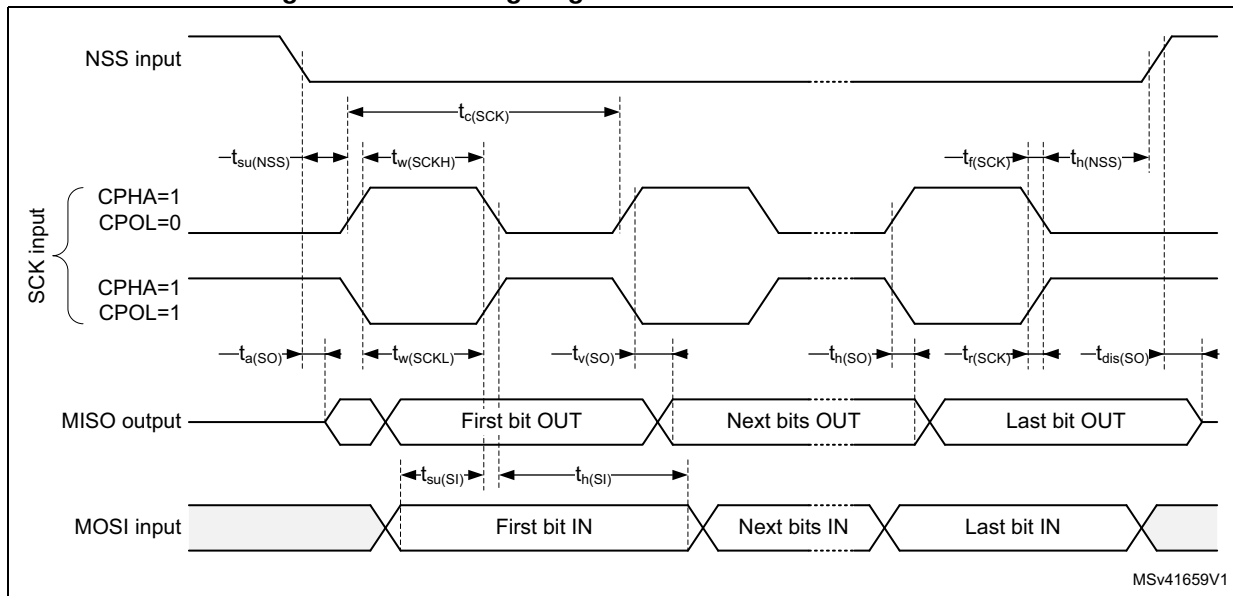 NSS input
tc(SCK)
tsu(NSS)
tw(SCKH)
tf(SCK)
th(NSS)
SCK input
CPHA=1
CPOL=0
CPHA=1
CPOL=1
ta(SO)
tw(SCKL)
tv(SO)
th(SO)
tr(SCK)
tdis(SO)
MISO output
First bit OUT
Next bits OUT
Last bit OUT
tsu(SI)
th(SI)
MOSI input
First bit IN
Next bits IN
Last bit IN
MSv41659V1